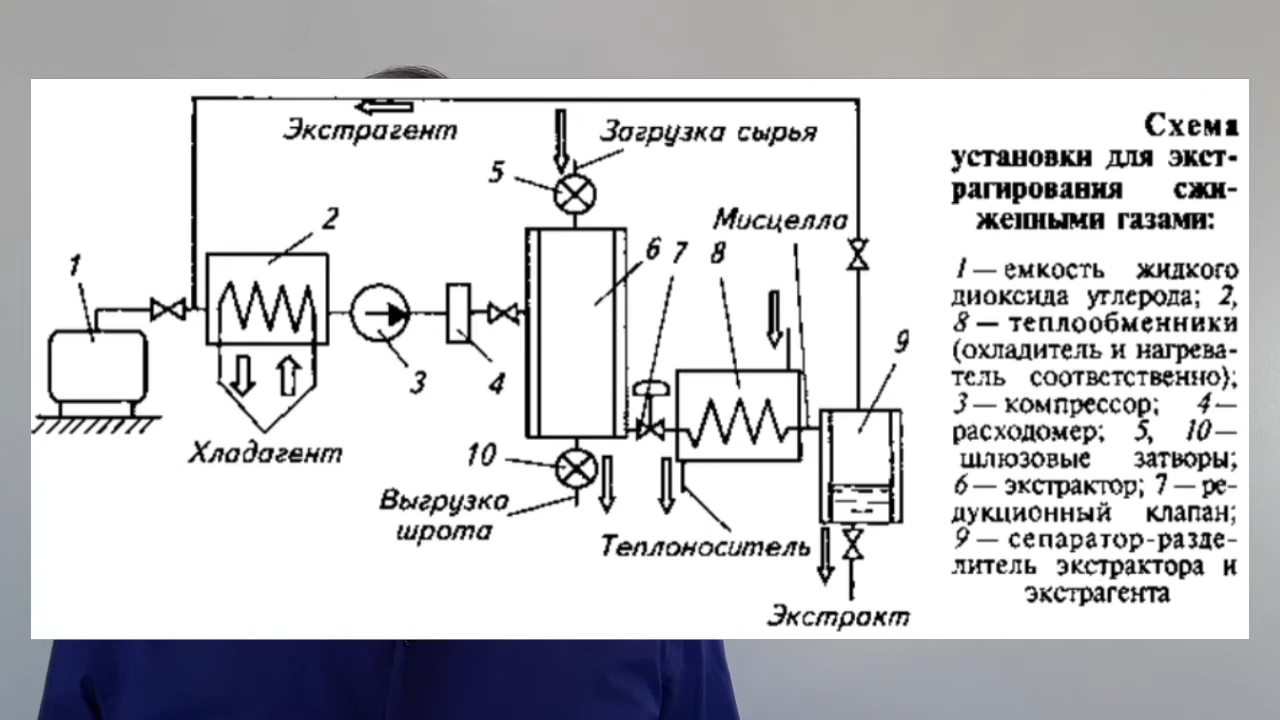 Экстрагент
Загрузка сырья
5
Мисцелла
2
6 7 8
1
9
3
4
Хладагент
10
Выгрузка
шрота
Теплоноситель
Экстракт
Схема
установки для экст-
рагирования сжи-
женными газами:
1 — емкость жидкого
диоксида углерода; 2,
8 — теплообменники
(охладитель и нагрева-
тель соответственно);
3 — компрессор; 4 —
расходомер; 5, 10 —
шлюзовые затворы;
6 — экстрактор; 7 — ре-
дукционный клапан;
9 — сепаратор-разде-
литель экстрактора и
экстрагента